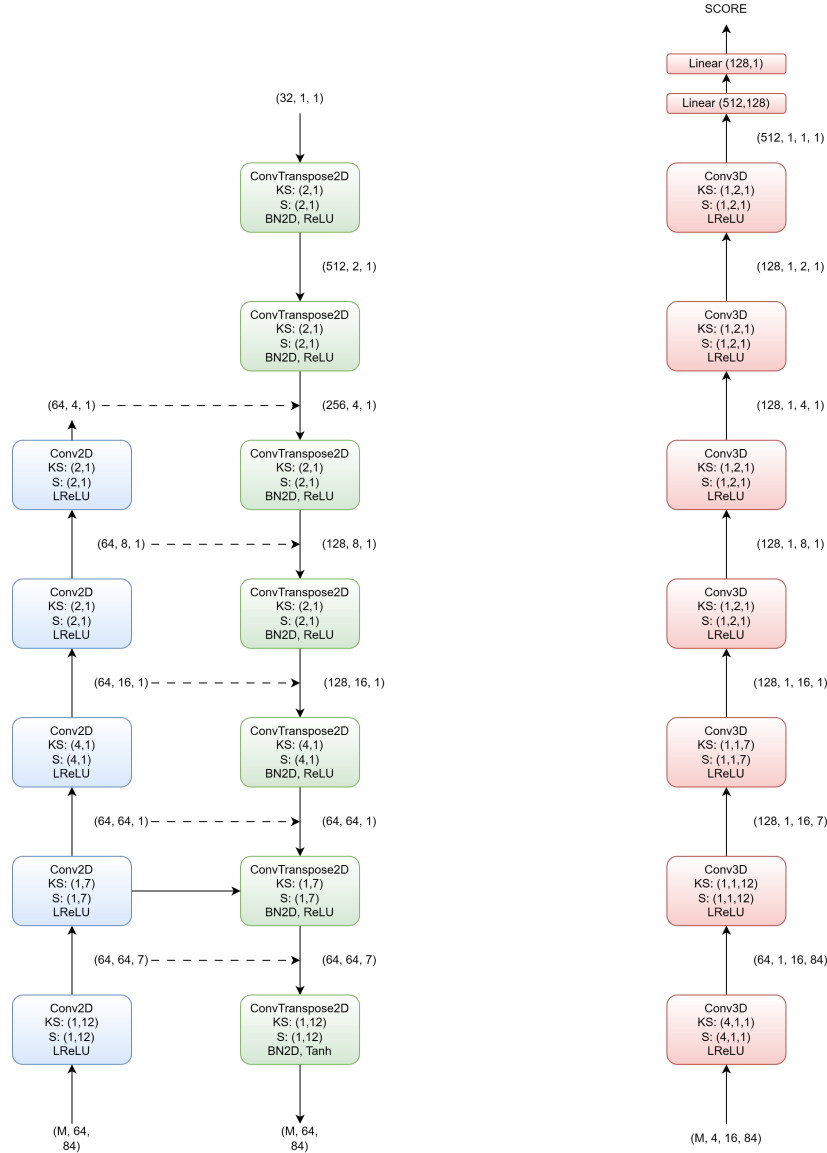 SCORE
Linear (128,1)
Linear (512,128)
(32, 1, 1)
(512, 1, 1, 1)
ConvTranspose2D
KS: (2,1)
S: (2,1)
BN2D, ReLU
Conv3D
KS: (1,2,1)
S: (1,2,1)
LReLU
(512, 2, 1)
(128, 1, 2, 1)
ConvTranspose2D
KS: (2,1)
S: (2,1)
BN2D, ReLU
Conv3D
KS: (1,2,1)
S: (1,2,1)
LReLU
(64, 4, 1)
(256, 4, 1)
(128, 1, 4, 1)
Conv2D
KS: (2,1)
S: (2,1)
LReLU
ConvTranspose2D
KS: (2,1)
S: (2,1)
BN2D, ReLU
Conv3D
KS: (1,2,1)
S: (1,2,1)
LReLU
(64, 8, 1)
(128, 8, 1)
(128, 1, 8, 1)
Conv2D
KS: (2,1)
S: (2,1)
LReLU
ConvTranspose2D
KS: (2,1)
S: (2,1)
BN2D, ReLU
Conv3D
KS: (1,2,1)
S: (1,2,1)
LReLU
(64, 16, 1)
(128, 16, 1)
(128, 1, 16, 1)
Conv2D
KS: (4,1)
S: (4,1)
LReLU
ConvTranspose2D
KS: (4,1)
S: (4,1)
BN2D, ReLU
Conv3D
KS: (1,1,7)
S: (1,1,7)
LReLU
(64, 64, 1)
(64, 64, 1)
(128, 1, 16, 7)
Conv2D
KS: (1,7)
S: (1,7)
LReLU
ConvTranspose2D
KS: (1,7)
S: (1,7)
BN2D, ReLU
Conv3D
KS: (1,1,12)
S: (1,1,12)
LReLU
(64, 64, 7)
(64, 64, 7)
(64, 1, 16, 84)
Conv2D
KS: (1,12)
S: (1,12)
LReLU
ConvTranspose2D
KS: (1,12)
S: (1,12)
BN2D, Tanh
Conv3D
KS: (4,1,1)
S: (4,1,1)
LReLU
(M, 64,
84)
(M, 64,
84)
(M, 4, 16, 84)